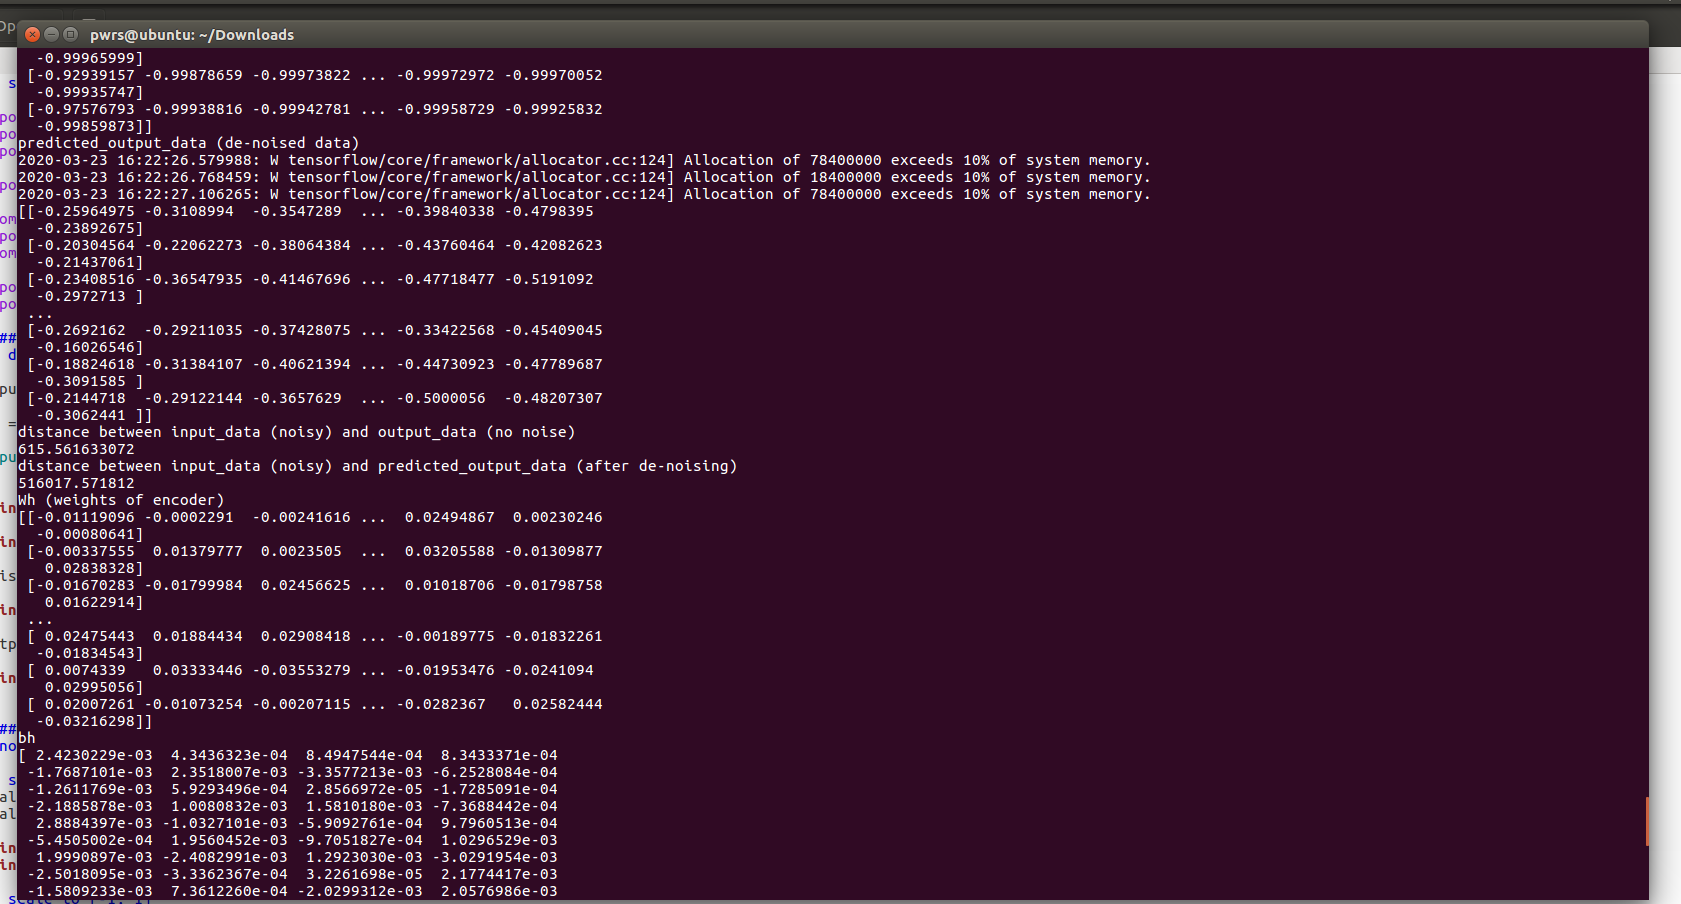 pwrs@ubuntu: ~/Downloads
  -0.99965999]
 [-0.92939157 -0.99878659 -0.99973822 ... -0.99972972 -0.99970052
  -0.99935747]
 [-0.97576793 -0.99938816 -0.99942781 ... -0.99958729 -0.99925832
  -0.99859873]]
predicted_output_data (de-noised data)
2020-03-23 16:22:26.579988: W tensorflow/core/framework/allocator.cc:124] Allocation of 78400000 exceeds 10% of system memory.
2020-03-23 16:22:26.768459: W tensorflow/core/framework/allocator.cc:124] Allocation of 18400000 exceeds 10% of system memory.
2020-03-23 16:22:27.106265: W tensorflow/core/framework/allocator.cc:124] Allocation of 78400000 exceeds 10% of system memory.
[[-0.25964975 -0.3108994  -0.3547289  ... -0.39840338 -0.4798395
  -0.23892675]
 [-0.20304564 -0.22062273 -0.38064384 ... -0.43760464 -0.42082623
  -0.21437061]
 [-0.23408516 -0.36547935 -0.41467696 ... -0.47718477 -0.5191092
  -0.2972713 ]
 ...
 [-0.2692162  -0.29211035 -0.37428075 ... -0.33422568 -0.45409045
  -0.16026546]
 [-0.18824618 -0.31384107 -0.40621394 ... -0.44730923 -0.47789687
  -0.3091585 ]
 [-0.2144718  -0.29122144 -0.3657629  ... -0.5000056  -0.48207307
  -0.3062441 ]]
distance between input_data (noisy) and output_data (no noise)
615.561633072
distance between input_data (noisy) and predicted_output_data (after de-noising)
516017.571812
Wh (weights of encoder)
[[-0.01119096 -0.0002291  -0.00241616 ...  0.02494867  0.00230246
  -0.00080641]
 [-0.00337555  0.01379777  0.0023505  ...  0.03205588 -0.01309877
   0.02838328]
 [-0.01670283 -0.01799984  0.02456625 ...  0.01018706 -0.01798758
   0.01622914]
 ...
 [ 0.02475443  0.01884434  0.02908418 ... -0.00189775 -0.01832261
  -0.01834543]
 [ 0.0074339   0.03333446 -0.03553279 ... -0.01953476 -0.0241094
   0.02995056]
 [ 0.02007261 -0.01073254 -0.00207115 ... -0.0282367   0.02582444
  -0.03216298]]
bh
[ 2.4230229e-03  4.3436323e-04  8.4947544e-04  8.3433371e-04
 -1.7687101e-03  2.3518007e-03 -3.3577213e-03 -6.2528084e-04
 -1.2611769e-03  5.9293496e-04  2.8566972e-05 -1.7285091e-04
 -2.1885878e-03  1.0080832e-03  1.5810180e-03 -7.3688442e-04
  2.8884397e-03 -1.0327101e-03 -5.9092761e-04  9.7960513e-04
 -5.4505002e-04  1.9560452e-03 -9.7051827e-04  1.0296529e-03
  1.9990897e-03 -2.4082991e-03  1.2923030e-03 -3.0291954e-03
 -2.5018095e-03 -3.3362367e-04  3.2261698e-05  2.1774417e-03
 -1.5809233e-03  7.3612260e-04 -2.0299312e-03  2.0576986e-03